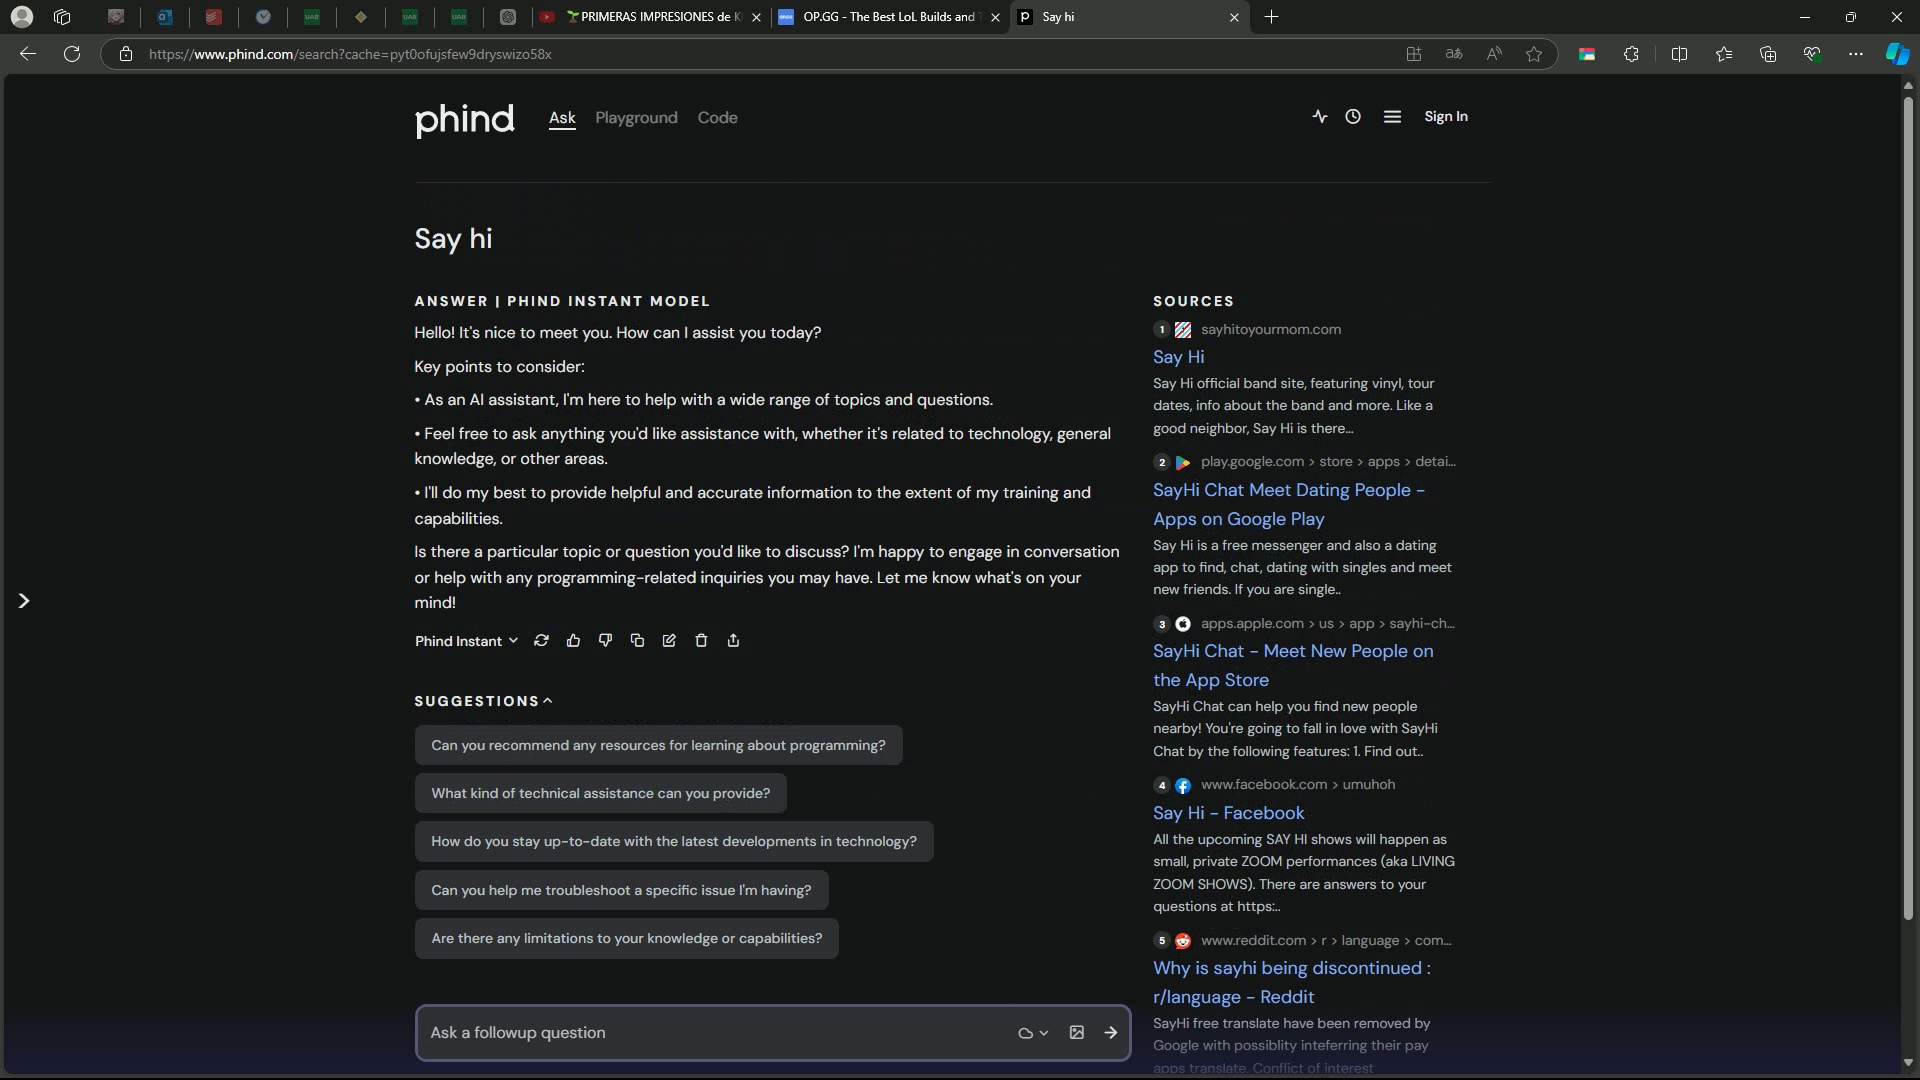 PRIMERAS IMPRESIONES de K
OP.GG - The Best LoL Builds and T
Say hi
https://www.phind.com/search?cache=pyt0ofujsfew9dryswizo58x
phind
Ask
Playground
Code
Sign In
Say hi
ANSWER | PHIND INSTANT MODEL
Hello! It's nice to meet you. How can I assist you today?
Key points to consider:
• As an AI assistant, I'm here to help with a wide range of topics and questions.
• Feel free to ask anything you'd like assistance with, whether it's related to technology, general
knowledge, or other areas.
• I'll do my best to provide helpful and accurate information to the extent of my training and
capabilities.
Is there a particular topic or question you'd like to discuss? I'm happy to engage in conversation
or help with any programming-related inquiries you may have. Let me know what's on your
mind!
Phind Instant
SUGGESTIONS
Can you recommend any resources for learning about programming?
What kind of technical assistance can you provide?
How do you stay up-to-date with the latest developments in technology?
Can you help me troubleshoot a specific issue I'm having?
Are there any limitations to your knowledge or capabilities?
Ask a followup question
SOURCES
1 sayhitoyourmom.com
Say Hi
Say Hi official band site, featuring vinyl, tour
dates, info about the band and more. Like a
good neighbor, Say Hi is there...
2 play.google.com > store > apps > detai...
SayHi Chat Meet Dating People -
Apps on Google Play
Say Hi is a free messenger and also a dating
app to find, chat, dating with singles and meet
new friends. If you are single..
3 apps.apple.com > us > app > sayhi-ch...
SayHi Chat - Meet New People on
the App Store
SayHi Chat can help you find new people
nearby! You're going to fall in love with SayHi
Chat by the following features: 1. Find out..
4 www.facebook.com > umuhoh
Say Hi - Facebook
All the upcoming SAY HI shows will happen as
small, private ZOOM performances (aka LIVING
ZOOM SHOWS). There are answers to your
questions at https:..
5 www.reddit.com > r > language > com...
Why is sayhi being discontinued :
r/language - Reddit
SayHi free translate have been removed by
Google with possiblity inteferring their pay
apps translate. Conflict of interest